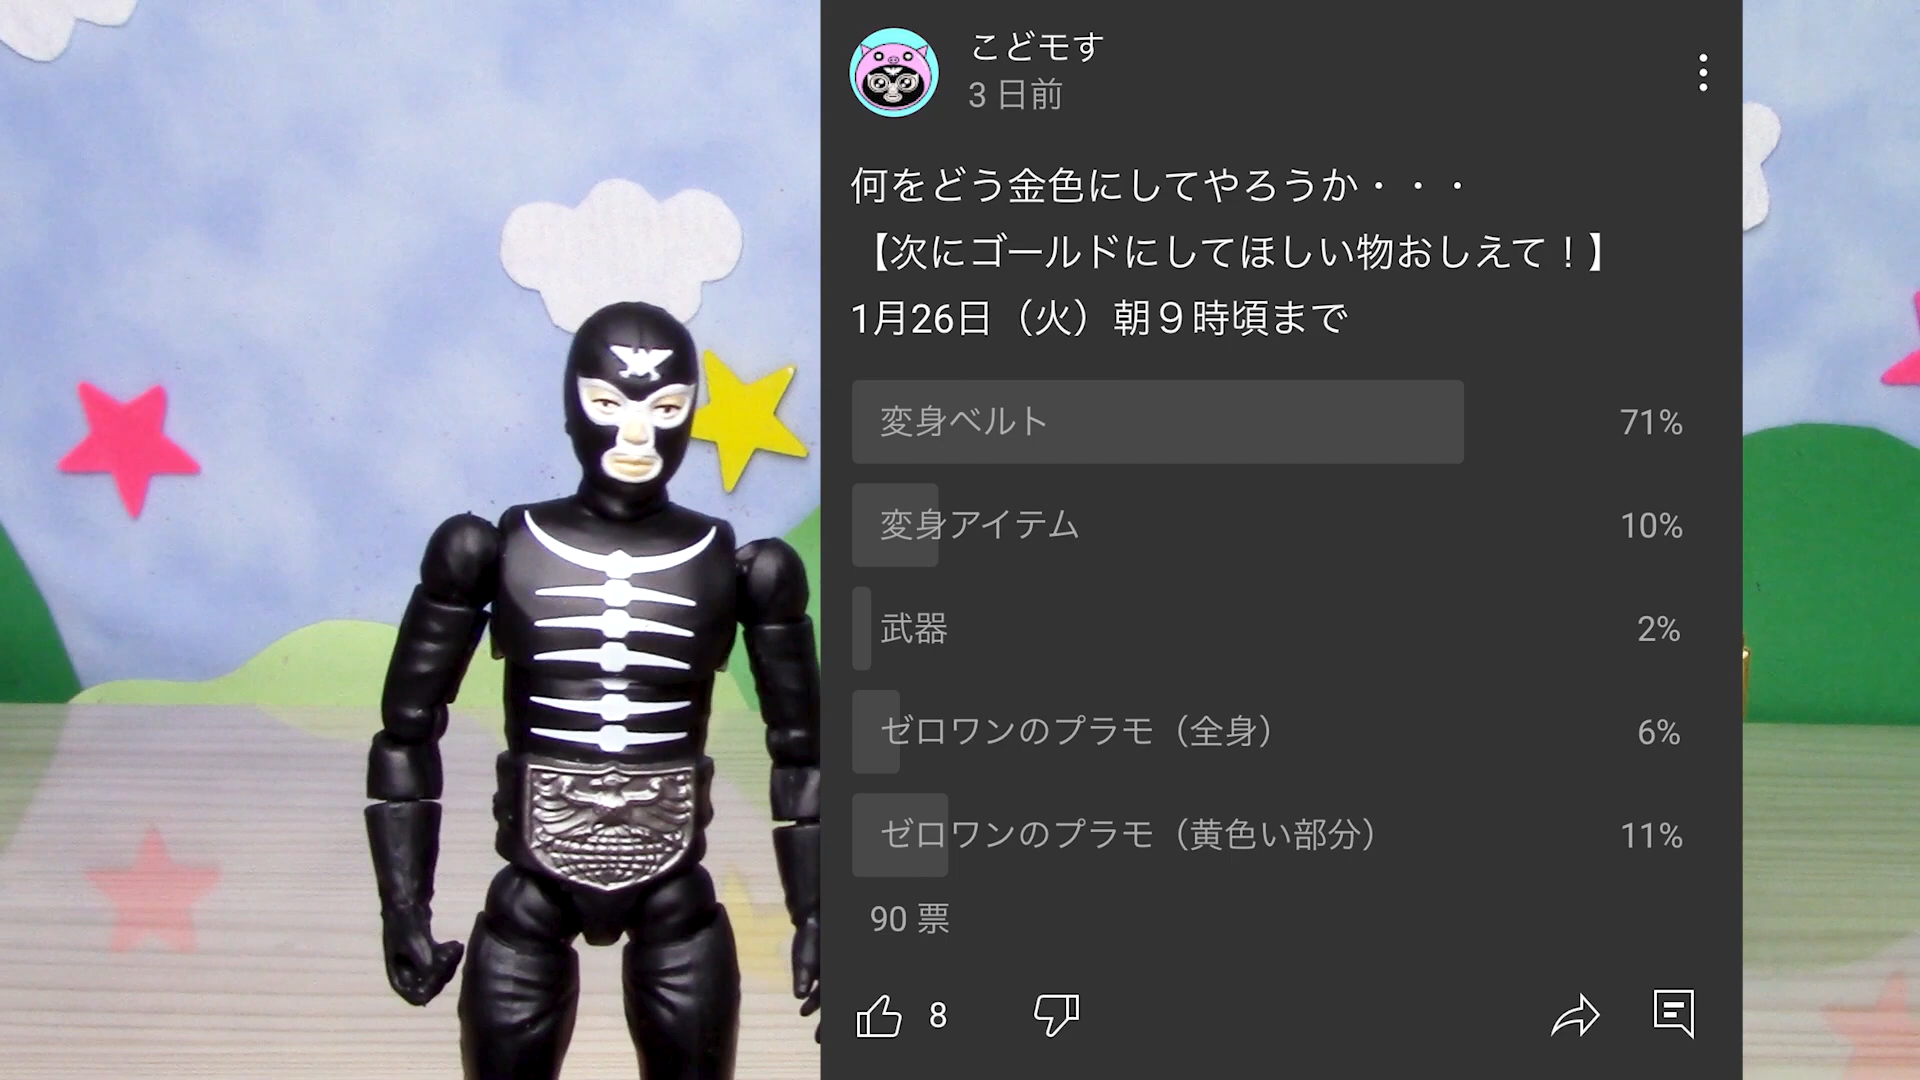 こどモす
3 日前
何をどう金色にしてやろうか・・・
【次にゴールドにしてほしい物おしえて！】
1月26日（火）朝９時頃まで
変身ベルト 71%
変身アイテム 10%
武器 2%
ゼロワンのプラモ（全身） 6%
ゼロワンのプラモ（黄色い部分） 11%
90 票
8